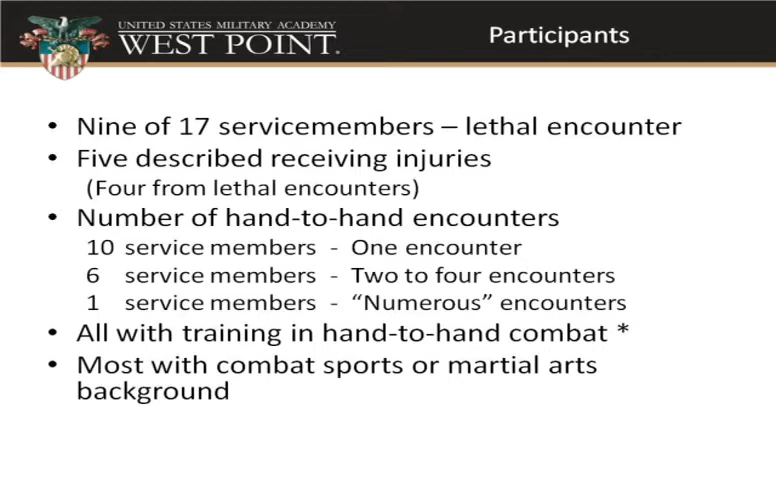 UNITED STATES MILITARY ACADEMY
WEST POINT.
Participants
• Nine of 17 servicemembers – lethal encounter
• Five described receiving injuries
(Four from lethal encounters)
• Number of hand-to-hand encounters
10 service members - One encounter
6 service members - Two to four encounters
1 service members - “Numerous” encounters
• All with training in hand-to-hand combat *
• Most with combat sports or martial arts
background